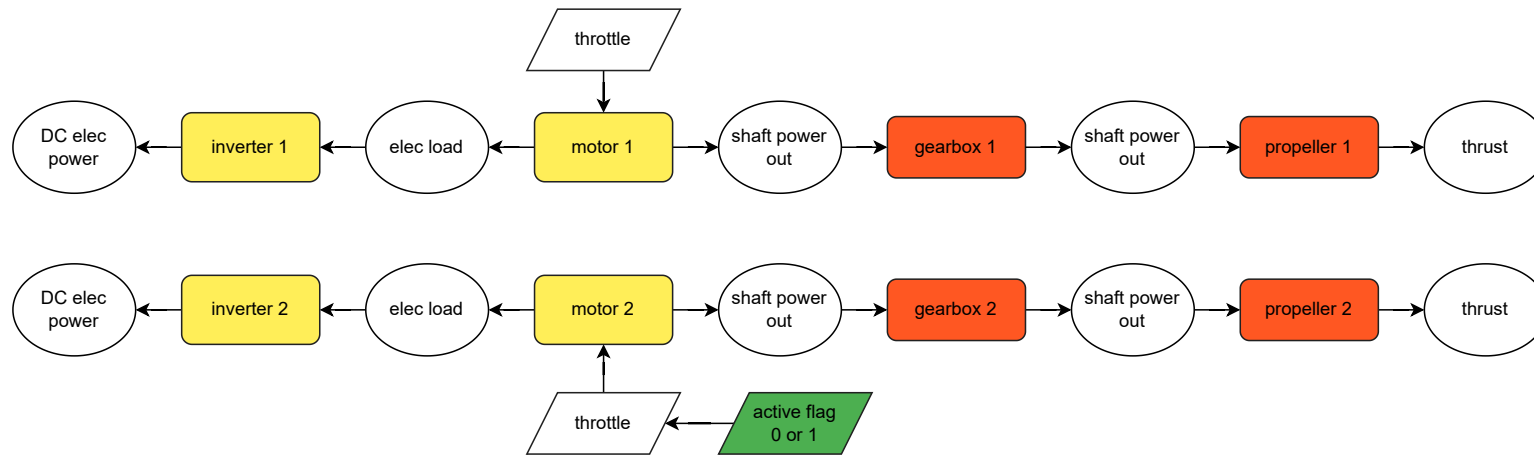 throttle
DC elec
power
inverter 1
elec load
motor 1
shaft power
out
gearbox 1
shaft power
out
propeller 1
thrust
DC elec
power
inverter 2
elec load
motor 2
shaft power
out
gearbox 2
shaft power
out
propeller 2
thrust
throttle
active flag
0 or 1